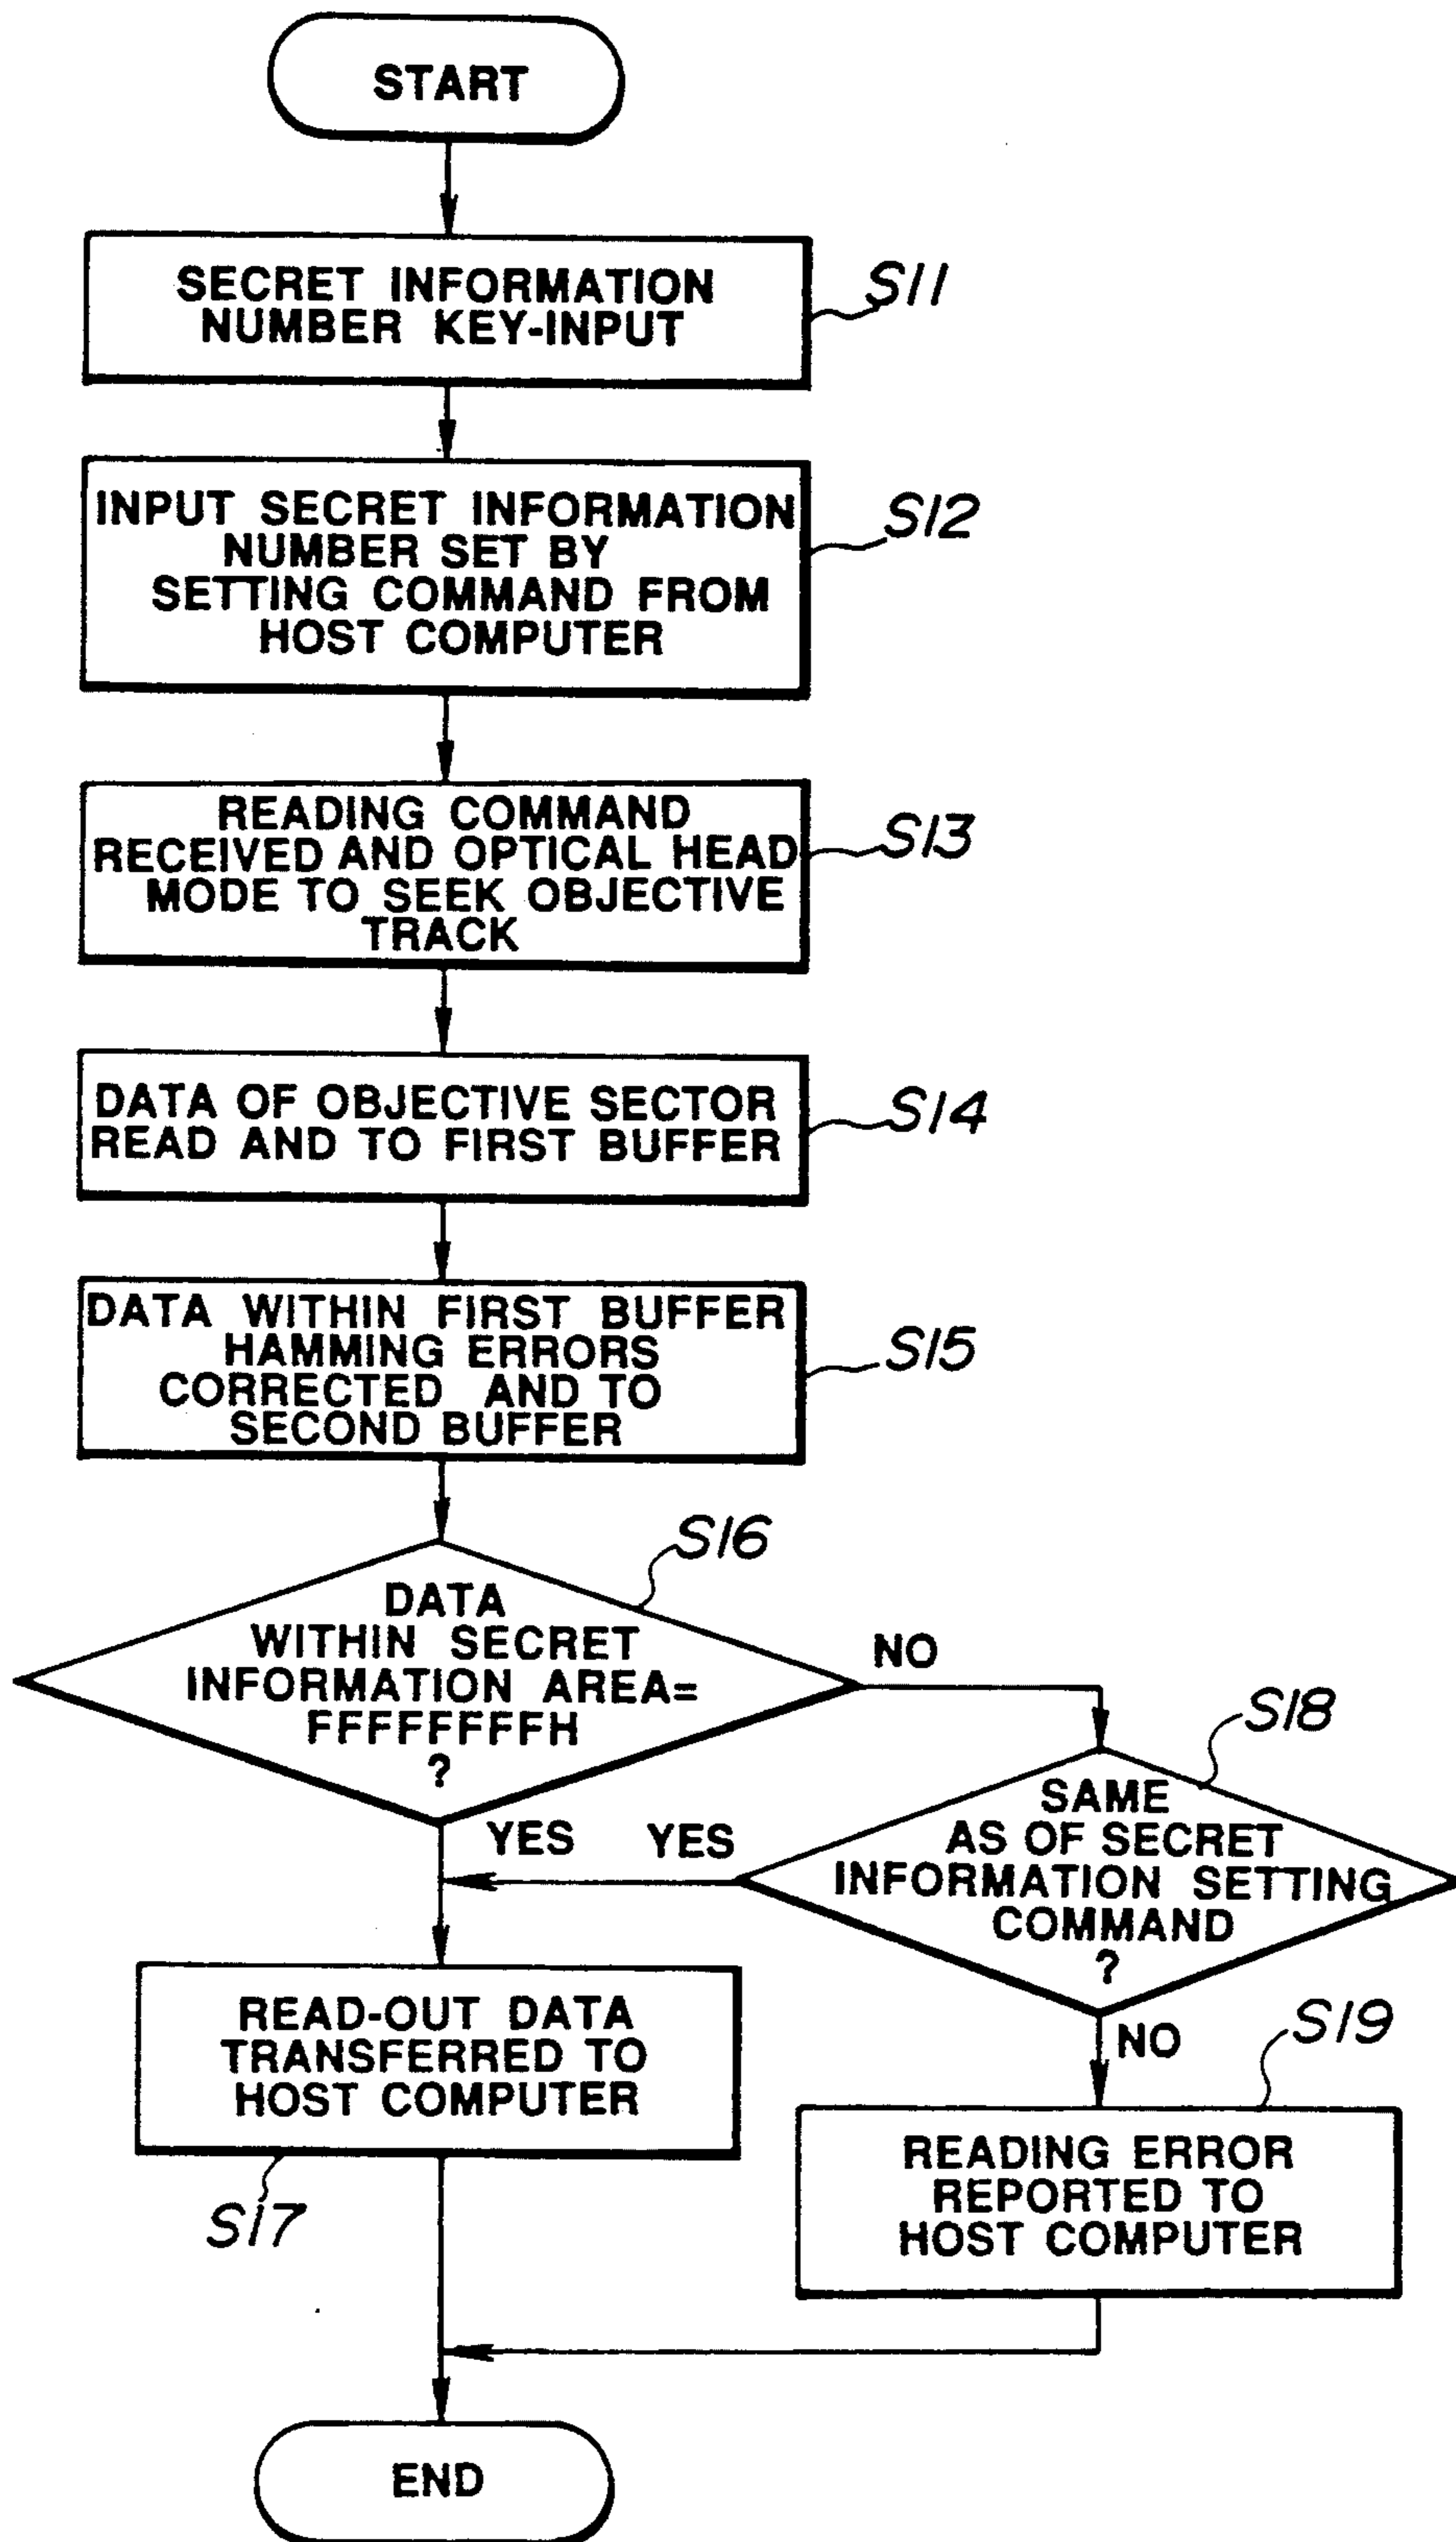 START
SECRET INFORMATION
NUMBER KEY-INPUT
S11
INPUT SECRET INFORMATION
NUMBER SET BY
SETTING COMMAND FROM
HOST COMPUTER
S12
READING COMMAND
RECEIVED AND OPTICAL HEAD
MODE TO SEEK OBJECTIVE
TRACK
S13
DATA OF OBJECTIVE SECTOR
READ AND TO FIRST BUFFER
S14
DATA WITHIN FIRST BUFFER
HAMMING ERRORS
CORRECTED AND TO
SECOND BUFFER
S15
S16
DATA
WITHIN SECRET
INFORMATION AREA=
FFFFFFFFH
?
NO
YES
S18
SAME
AS OF SECRET
INFORMATION SETTING
COMMAND
?
YES
NO
READ-OUT DATA
TRANSFERRED TO
HOST COMPUTER
S17
S19
READING ERROR
REPORTED TO
HOST COMPUTER
END